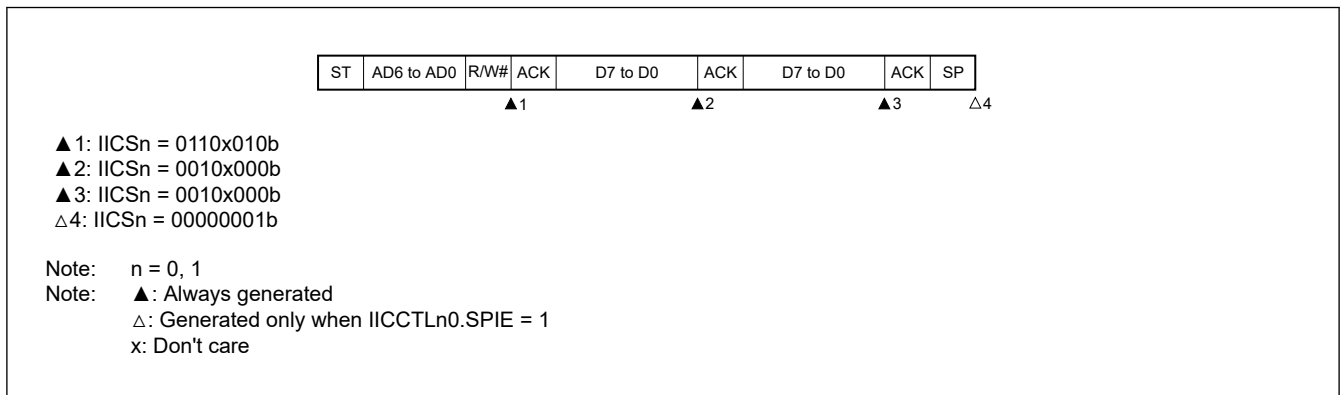 ST AD6 to AD0 R/W# ACK D7 to D0 ACK D7 to D0 ACK SP
▲1 ▲2 ▲3 △4
▲1: IICSn = 0110x010b
▲2: IICSn = 0010x000b
▲3: IICSn = 0010x000b
△4: IICSn = 00000001b
Note: n = 0, 1
Note: ▲: Always generated
△: Generated only when IICCTLn0.SPIE = 1
x: Don't care